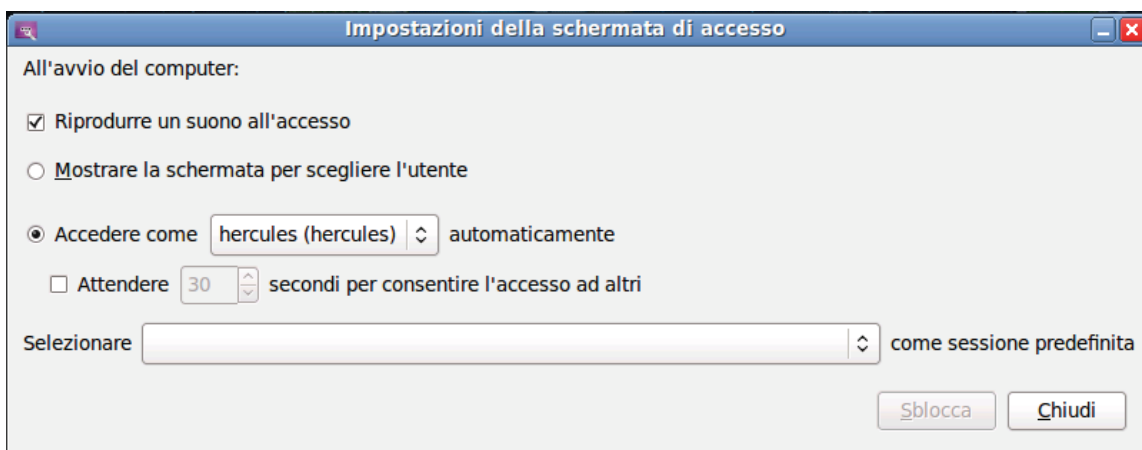 Impostazioni della schermata di accesso
All'avvio del computer:
Riprodurre un suono all'accesso
Mostrare la schermata per scegliere l'utente
Accedere come hercules (hercules) automaticamente
Attendere 30 secondi per consentire l'accesso ad altri
Selezionare come sessione predefinita
Sblocca Chiudi